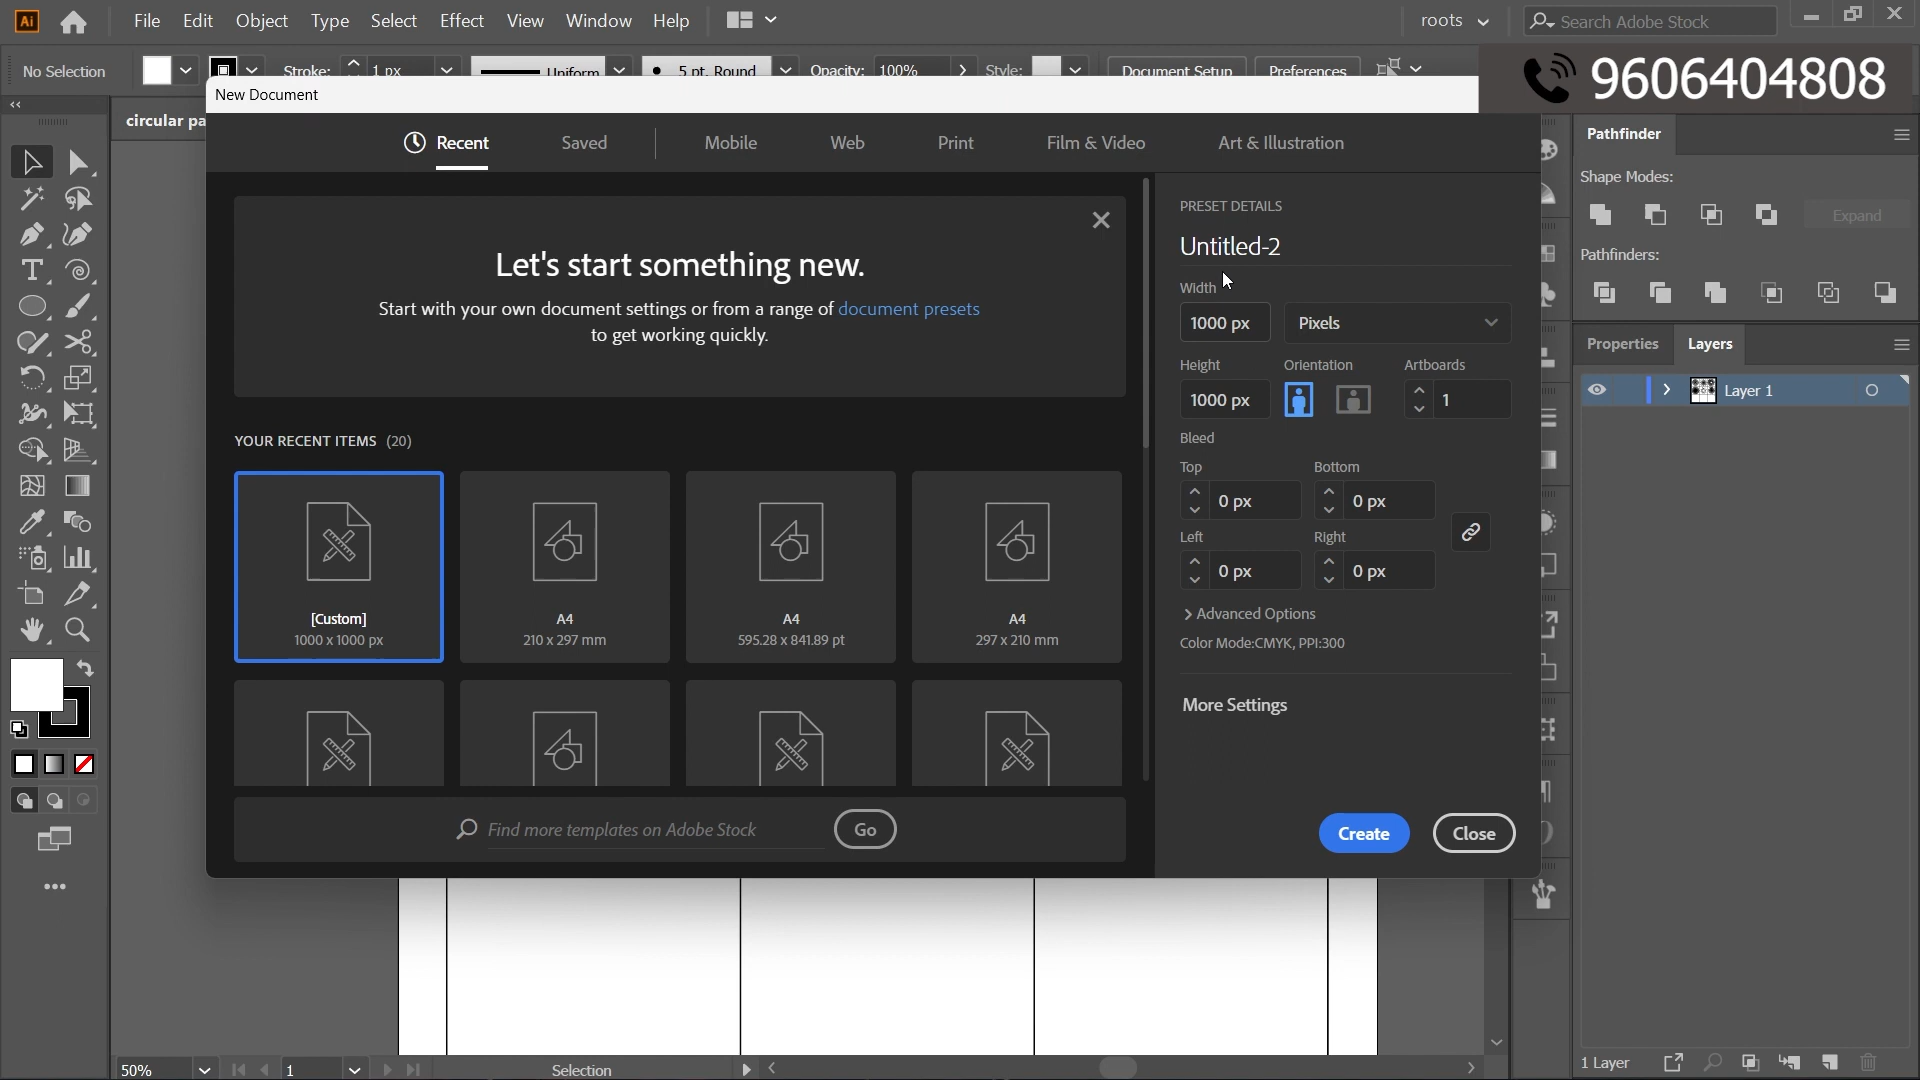 Ai File Edit Object Type Select Effect View Window Help roots Search Adobe Stock
No Selection Stroke: 1 px Uniform 5 pt. Round Opacity: 100% Style: Document Setup Preferences
9606404808
New Document
circular pa
Recent Saved Mobile Web Print Film & Video Art & Illustration
Let's start something new.
Start with your own document settings or from a range of document presets
to get working quickly.
YOUR RECENT ITEMS (20)
[Custom]
1000 x 1000 px
A4
210 x 297 mm
A4
595.28 x 841.89 pt
A4
297 x 210 mm
Find more templates on Adobe Stock Go
PRESET DETAILS
Untitled-2
Width
1000 px Pixels
Height Orientation Artboards
1000 px 1
Bleed
Top Bottom
0 px 0 px
Left Right
0 px 0 px
> Advanced Options
Color Mode:CMYK, PPI:300
More Settings
Create Close
Pathfinder
Shape Modes:
Expand
Pathfinders:
Properties Layers
Layer 1
1 Layer
50% 1 Selection